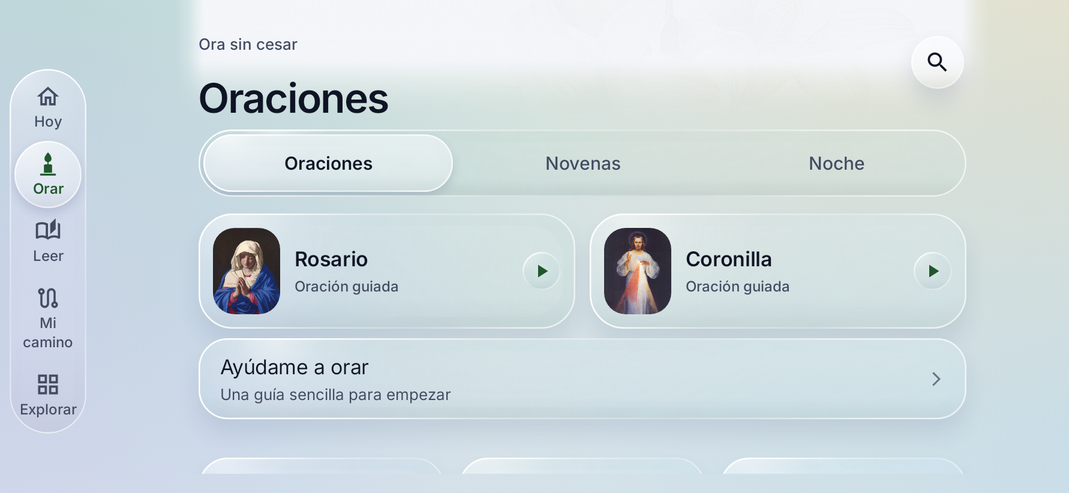 Ora sin cesar
Oraciones
Hoy
Orar
Leer
Mi
camino
Explorar
Oraciones
Novenas
Noche
Rosario
Oración guiada
Coronilla
Oración guiada
Ayúdame a orar
Una guía sencilla para empezar